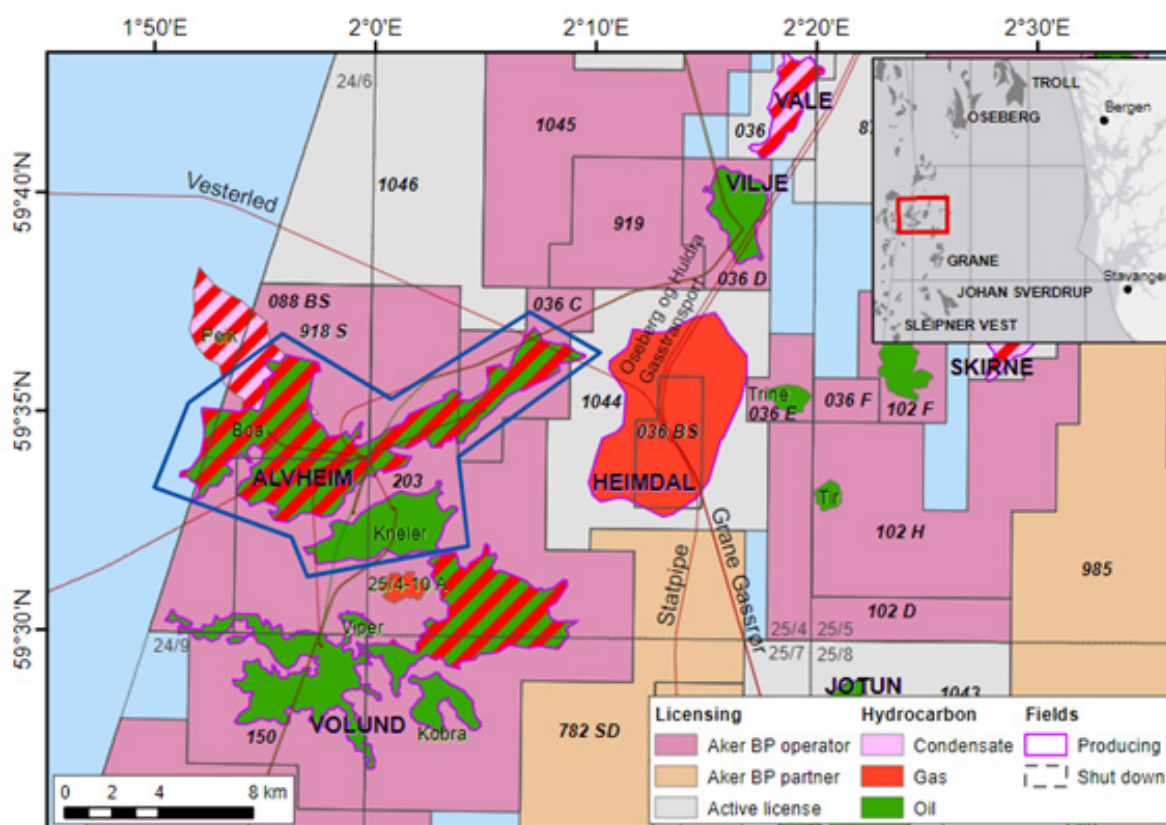 1°50'E 2°0'E 2°10'E 2°20'E 2°30'E
59°40'N
59°35'N
59°30'N
24/6
1045
036
VALE
TROLL
Bergen
OSEBERG
1046
Vesterled
VILJE
919
036 D
GRANE
Stavanger
JOHAN SVERDRUP
SLEIPNER VEST
088 BS
918 S
036 C
Oseberg og Huldra
Gasstransport
Peik
SKIRNE
1044
Trine
036 E
036 F
102 F
Boa
036 BS
ALVHEIM
203
HEIMDAL
Tir
Kneler
102 H
985
25/4-10 A
Statpipe
Grane Gassrør
102 D
Viper
24/9
25/4 25/5
25/7 25/8
JOTUN
1043
VOLUND
150
Kobra
782 SD
0 2 4 8 km
Licensing
Aker BP operator
Aker BP partner
Active license
Hydrocarbon
Condensate
Gas
Oil
Fields
Producing
Shut down